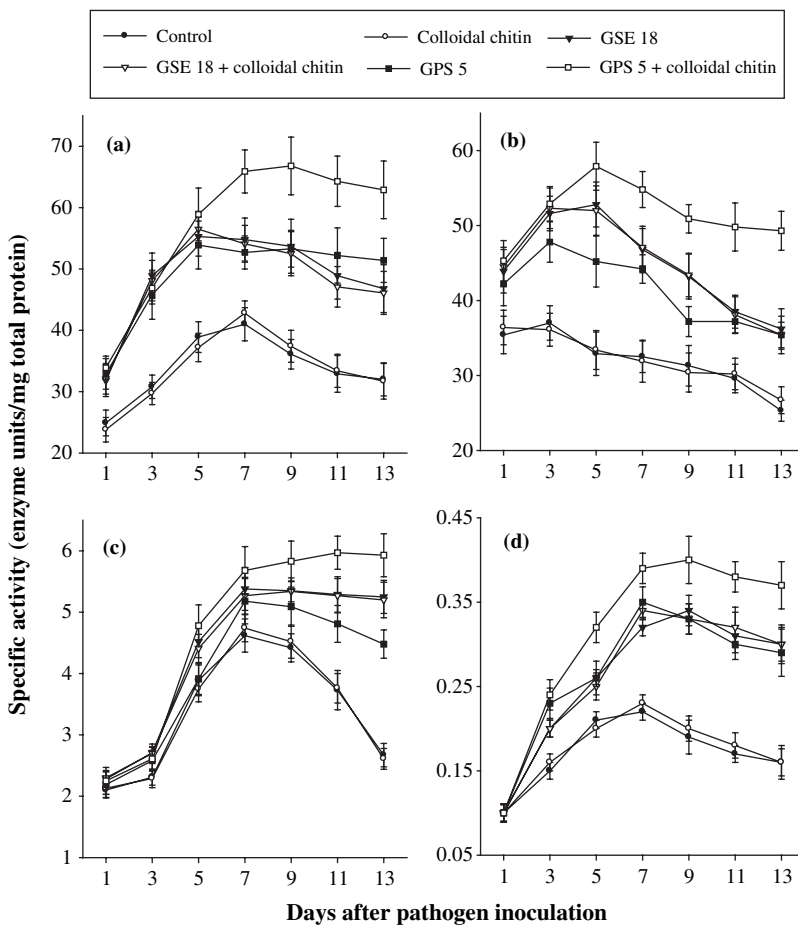 Control
Colloidal chitin
GSE 18
GSE 18 + colloidal chitin
GPS 5
GPS 5 + colloidal chitin
Specific activity (enzyme units/mg total protein)
(a)
70
60
50
40
30
20
1 3 5 7 9 11 13
(b)
60
50
40
30
20
1 3 5 7 9 11 13
(c)
6
5
4
3
2
1
1 3 5 7 9 11 13
(d)
0.45
0.35
0.25
0.15
0.05
1 3 5 7 9 11 13
Days after pathogen inoculation